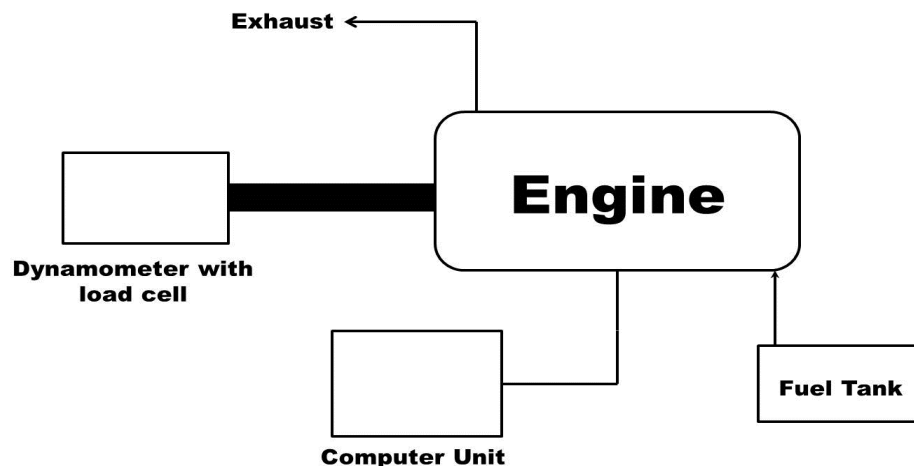 Exhaust
Engine
Dynamometer with
load cell
Fuel Tank
Computer Unit